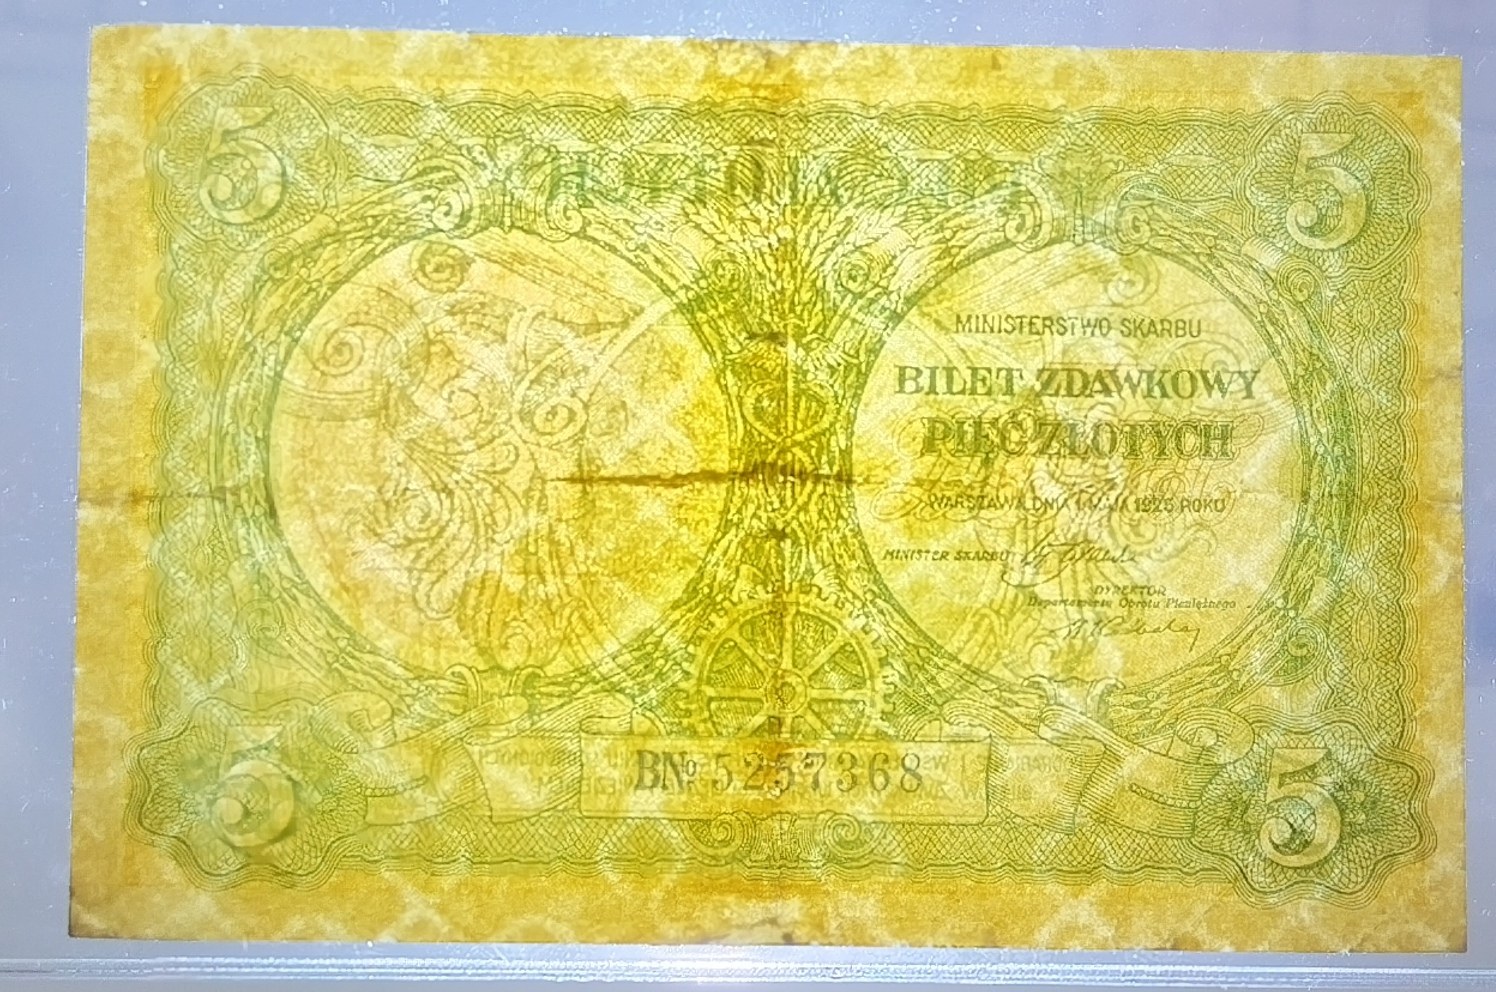 5 5
MINISTERSTWO SKARBU
BILET ZDAWKOWY
PIĘĆ ZŁOTYCH
WARSZAWA, DNIA 1 MAJA 1925 ROKU
MINISTER SKARBU
DYREKTOR
Departamentu Obrotu Pieniężnego
BNo 5257368
5 5